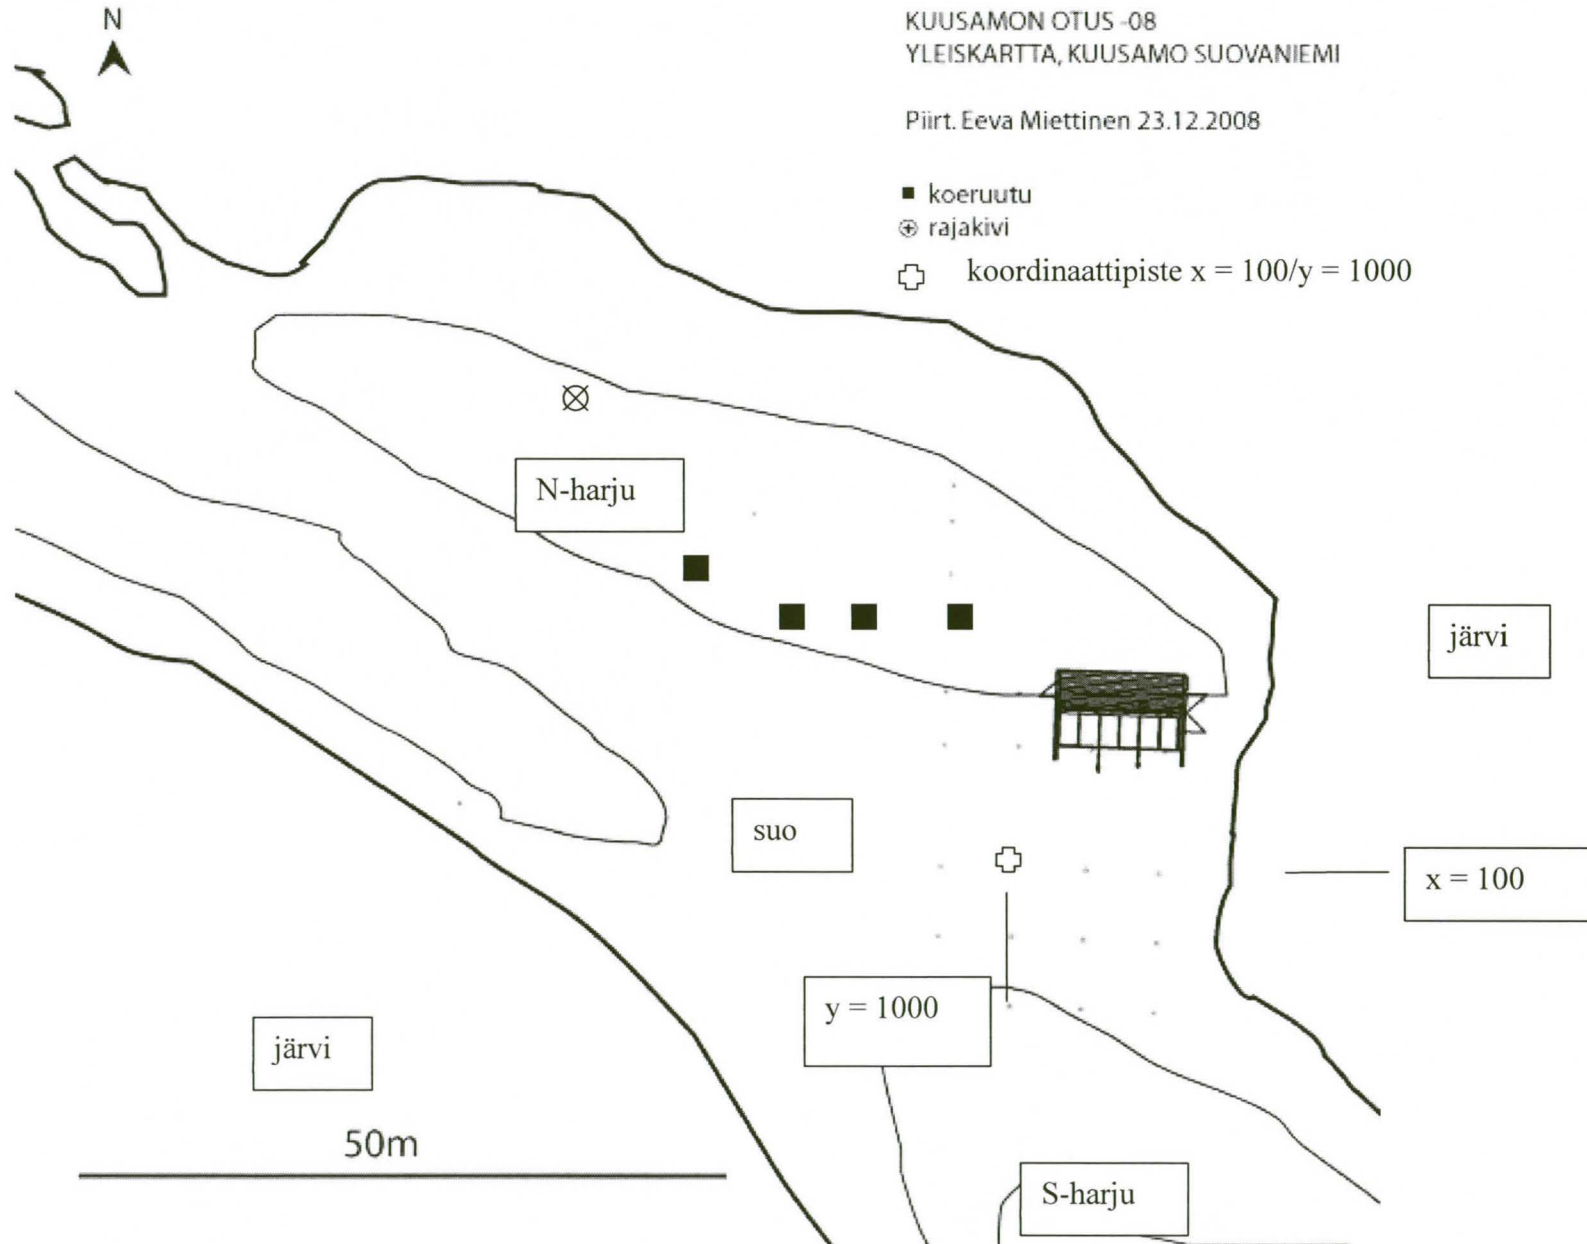 N
KUUSAMON OTUS -08
YLEISKARTTA, KUUSAMO SUOVANIEMI
Piirt. Eeva Miettinen 23.12.2008
koeruutu
rajakivi
koordinaattipiste x = 100/y = 1000
N-harju
järvi
suo
x = 100
y = 1000
järvi
50m
S-harju